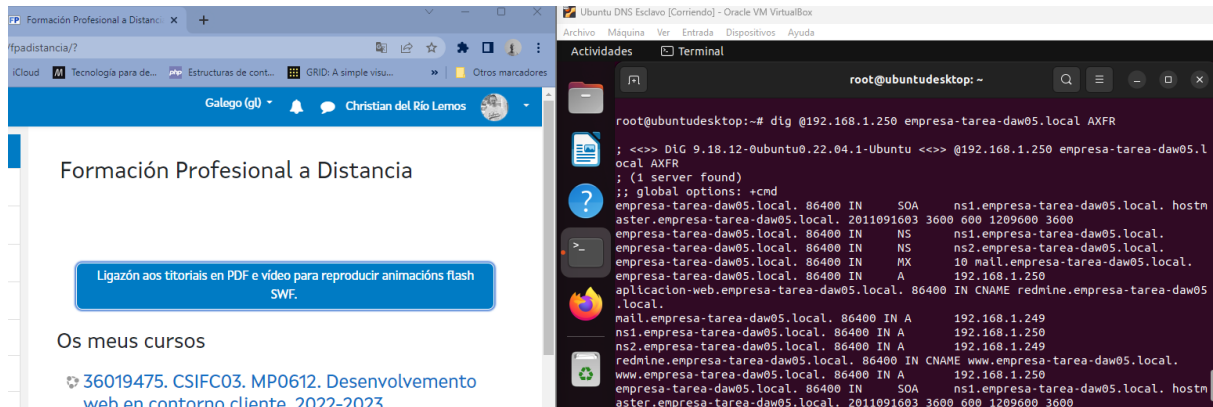 FP Formación Profesional a Distanci
/fpadistancia/?
iCloud Tecnología para de... php Estructuras de cont... GRID: A simple visu... » Otros marcadores
Galego (gl) Christian del Río Lemos
Formación Profesional a Distancia
Ligazón aos titoriais en PDF e vídeo para reproducir animacións flash
SWF.
Os meus cursos
36019475. CSIFC03. MP0612. Desenvolvemento
web en contorno cliente. 2022-2023
Ubuntu DNS Esclavo [Corriendo] - Oracle VM VirtualBox
Archivo Máquina Ver Entrada Dispositivos Ayuda
Actividades Terminal
root@ubuntudesktop: ~
root@ubuntudesktop:~# dig @192.168.1.250 empresa-tarea-daw05.local AXFR
; <<>> DiG 9.18.12-0ubuntu0.22.04.1-Ubuntu <<>> @192.168.1.250 empresa-tarea-daw05.l
ocal AXFR
; (1 server found)
;; global options: +cmd
empresa-tarea-daw05.local. 86400 IN SOA ns1.empresa-tarea-daw05.local. hostm
aster.empresa-tarea-daw05.local. 2011091603 3600 600 1209600 3600
empresa-tarea-daw05.local. 86400 IN NS ns1.empresa-tarea-daw05.local.
empresa-tarea-daw05.local. 86400 IN NS ns2.empresa-tarea-daw05.local.
empresa-tarea-daw05.local. 86400 IN MX 10 mail.empresa-tarea-daw05.local.
empresa-tarea-daw05.local. 86400 IN A 192.168.1.250
aplicacion-web.empresa-tarea-daw05.local. 86400 IN CNAME redmine.empresa-tarea-daw05
.local.
mail.empresa-tarea-daw05.local. 86400 IN A 192.168.1.249
ns1.empresa-tarea-daw05.local. 86400 IN A 192.168.1.250
ns2.empresa-tarea-daw05.local. 86400 IN A 192.168.1.249
redmine.empresa-tarea-daw05.local. 86400 IN CNAME www.empresa-tarea-daw05.local.
www.empresa-tarea-daw05.local. 86400 IN A 192.168.1.250
empresa-tarea-daw05.local. 86400 IN SOA ns1.empresa-tarea-daw05.local. hostm
aster.empresa-tarea-daw05.local. 2011091603 3600 600 1209600 3600